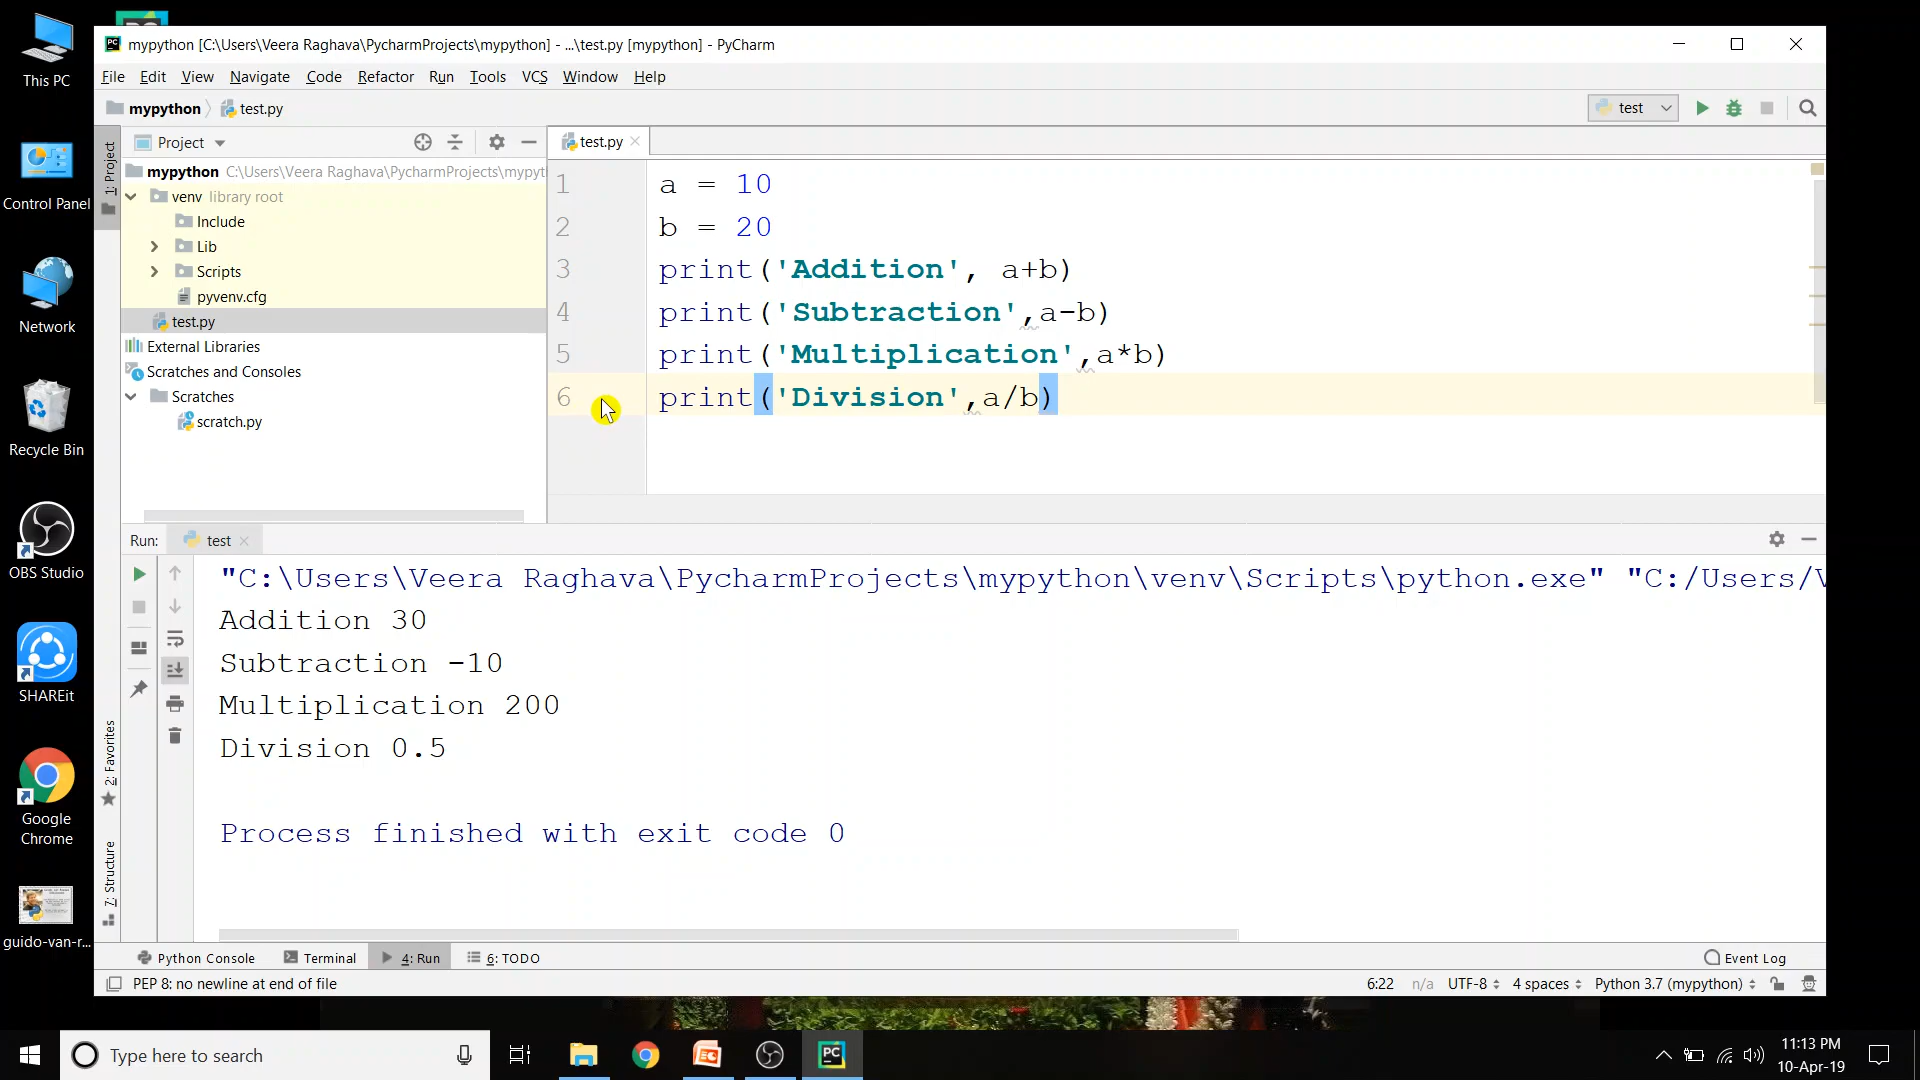 This PC
Control Panel
Network
Recycle Bin
OBS Studio
SHAREit
Google
Chrome
guido-van-r...
mypython [C:\Users\Veera Raghava\PycharmProjects\mypython] - ...\test.py [mypython] - PyCharm
File Edit View Navigate Code Refactor Run Tools VCS Window Help
mypython test.py
test
1: Project
Project
mypython C:\Users\Veera Raghava\PycharmProjects\mypyt
venv library root
Include
Lib
Scripts
pyvenv.cfg
test.py
External Libraries
Scratches and Consoles
Scratches
scratch.py
test.py
1 a = 10
2 b = 20
3 print('Addition', a+b)
4 print('Subtraction',a-b)
5 print('Multiplication',a*b)
6 print('Division',a/b)
Run: test
2: Favorites
7: Structure
"C:\Users\Veera Raghava\PycharmProjects\mypython\venv\Scripts\python.exe" "C:/Users/V
Addition 30
Subtraction -10
Multiplication 200
Division 0.5
Process finished with exit code 0
Python Console Terminal 4: Run 6: TODO Event Log
PEP 8: no newline at end of file 6:22 n/a UTF-8 4 spaces Python 3.7 (mypython)
Type here to search
11:13 PM
10-Apr-19